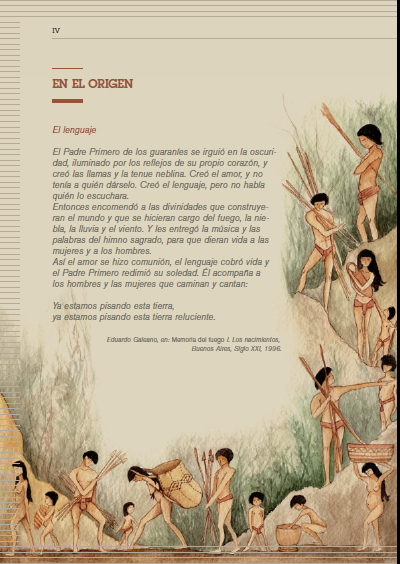 IV
EN EL ORIGEN
El lenguaje
El Padre Primero de los guaraníes se irguió en la oscuri-
dad, iluminado por los reflejos de su propio corazón, y
creó las llamas y la tenue neblina. Creó el amor, y no
tenía a quién dárselo. Creó el lenguaje, pero no había
quién lo escuchara.
Entonces encomendó a las divinidades que construye-
ran el mundo y que se hicieran cargo del fuego, la nie-
bla, la lluvia y el viento. Y les entregó la música y las
palabras del himno sagrado, para que dieran vida a las
mujeres y a los hombres.
Así el amor se hizo comunión, el lenguaje cobró vida y
el Padre Primero redimió su soledad. Él acompaña a
los hombres y las mujeres que caminan y cantan:
Ya estamos pisando esta tierra,
ya estamos pisando esta tierra reluciente.
Eduardo Galeano, en: Memoria del fuego I. Los nacimientos,
Buenos Aires, Siglo XXI, 1996.